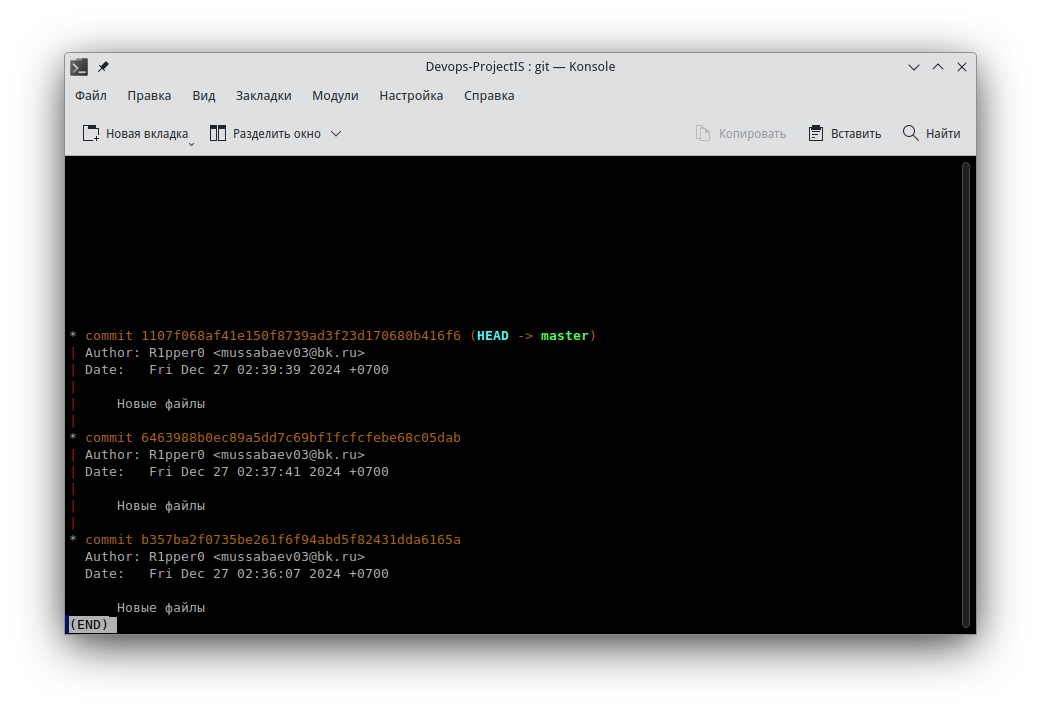 Devops-ProjectIS : git — Konsole
Файл Правка Вид Закладки Модули Настройка Справка
Новая вкладка Разделить окно Копировать Вставить Найти
* commit 1107f068af41e150f8739ad3f23d170680b416f6 (HEAD -> master)
| Author: R1pper0 <mussabaev03@bk.ru>
| Date:   Fri Dec 27 02:39:39 2024 +0700
|
|     Новые файлы
|
* commit 6463988b0ec89a5dd7c69bf1fcfcfebe68c05dab
| Author: R1pper0 <mussabaev03@bk.ru>
| Date:   Fri Dec 27 02:37:41 2024 +0700
|
|     Новые файлы
|
* commit b357ba2f0735be261f6f94abd5f82431dda6165a
  Author: R1pper0 <mussabaev03@bk.ru>
  Date:   Fri Dec 27 02:36:07 2024 +0700
      Новые файлы
(END)